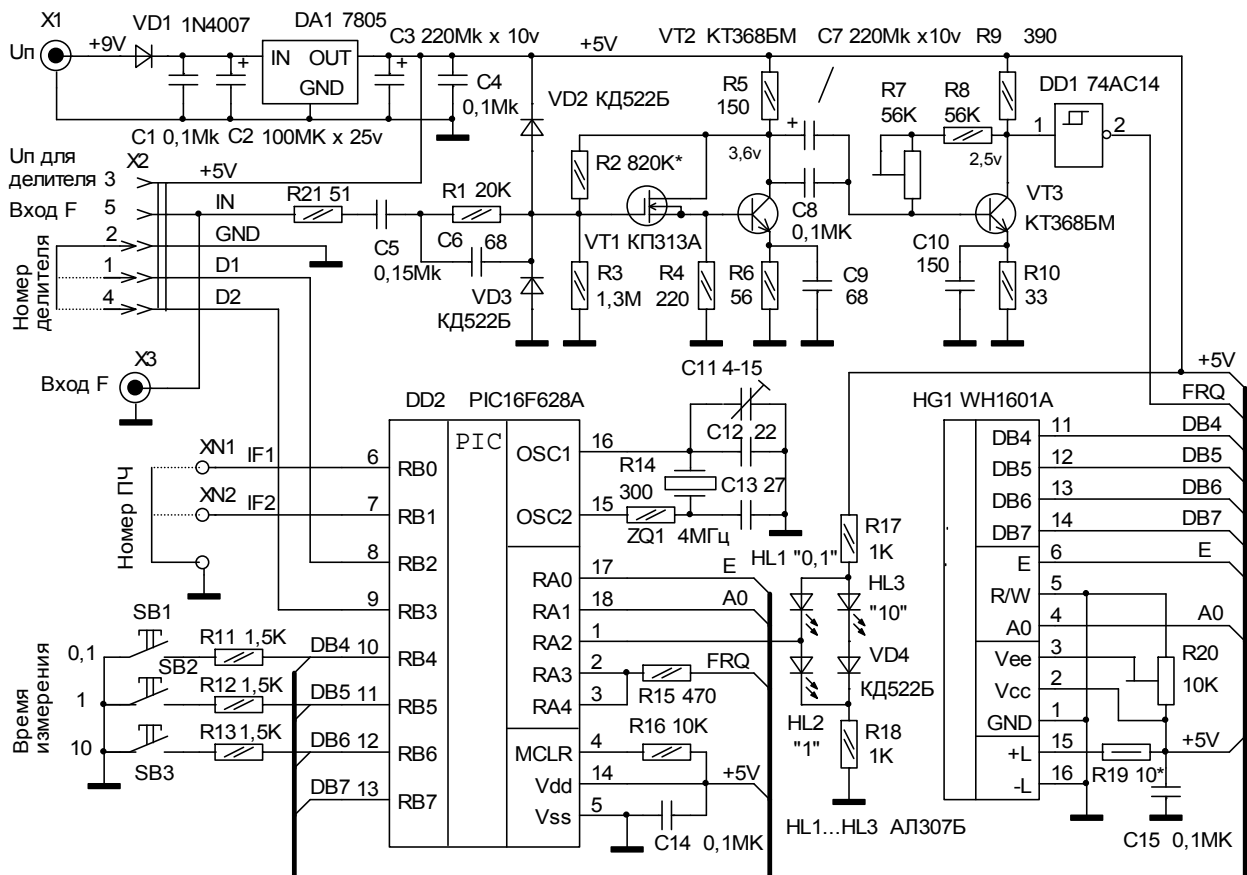 X1
VD1 1N4007
DA1 7805
C3 220Mk x 10v
+5V
VT2 КТ368БМ
C7 220Mk x10v
R9 390
Uп
+9V
+
IN OUT
GND
+
C4
0,1Mk
VD2 КД522Б
R5
150
R7
56K
R8
56K
DD1 74AC14
1
2
C1 0,1Mk
C2 100MK x 25v
+
3,6v
2,5v
R2 820K*
Uп для
делителя
X2
3
+5V
Вход F 5
IN
R21 51
R1 20K
VT3
КТ368БМ
2
GND
C5
0,15Mk
C6 68
VT1 КП313А
C8
0,1MK
1
D1
C10
150
4
D2
Номер
делителя
VD3
КД522Б
R3
1,3M
R4
220
R6
56
C9
68
R10
33
X3
Вход F
C11 4-15
+5V
DD2 PIC16F628A
HG1 WH1601A
FRQ
PIC
XN1
IF1
6
RB0
OSC1
16
C12 22
DB4
11
DB4
R14
300
DB5
12
DB5
XN2
IF2
7
RB1
OSC2
15
C13 27
DB6
13
DB6
Номер ПЧ
ZQ1 4МГц
R17
1K
DB7
14
DB7
8
RB2
HL1 "0,1"
E
6
E
RA0
17
E
HL3
"10"
R/W
5
9
RB3
RA1
18
A0
A0
4
A0
SB1
RA2
1
Vee
3
R20
10K
0,1
R11 1,5K
DB4
10
RB4
RA3
2
FRQ
VD4
КД522Б
Vcc
2
SB2
R15 470
1
R12 1,5K
DB5
11
RB5
RA4
3
GND
1
Время
измерения
R16 10K
HL2
"1"
R18
1K
10
R13 1,5K
DB6
12
RB6
MCLR
4
+L
15
+5V
SB3
Vdd
14
+5V
R19 10*
DB7
13
RB7
Vss
5
-L
16
C14 0,1MK
HL1...HL3 АЛ307Б
C15 0,1MK